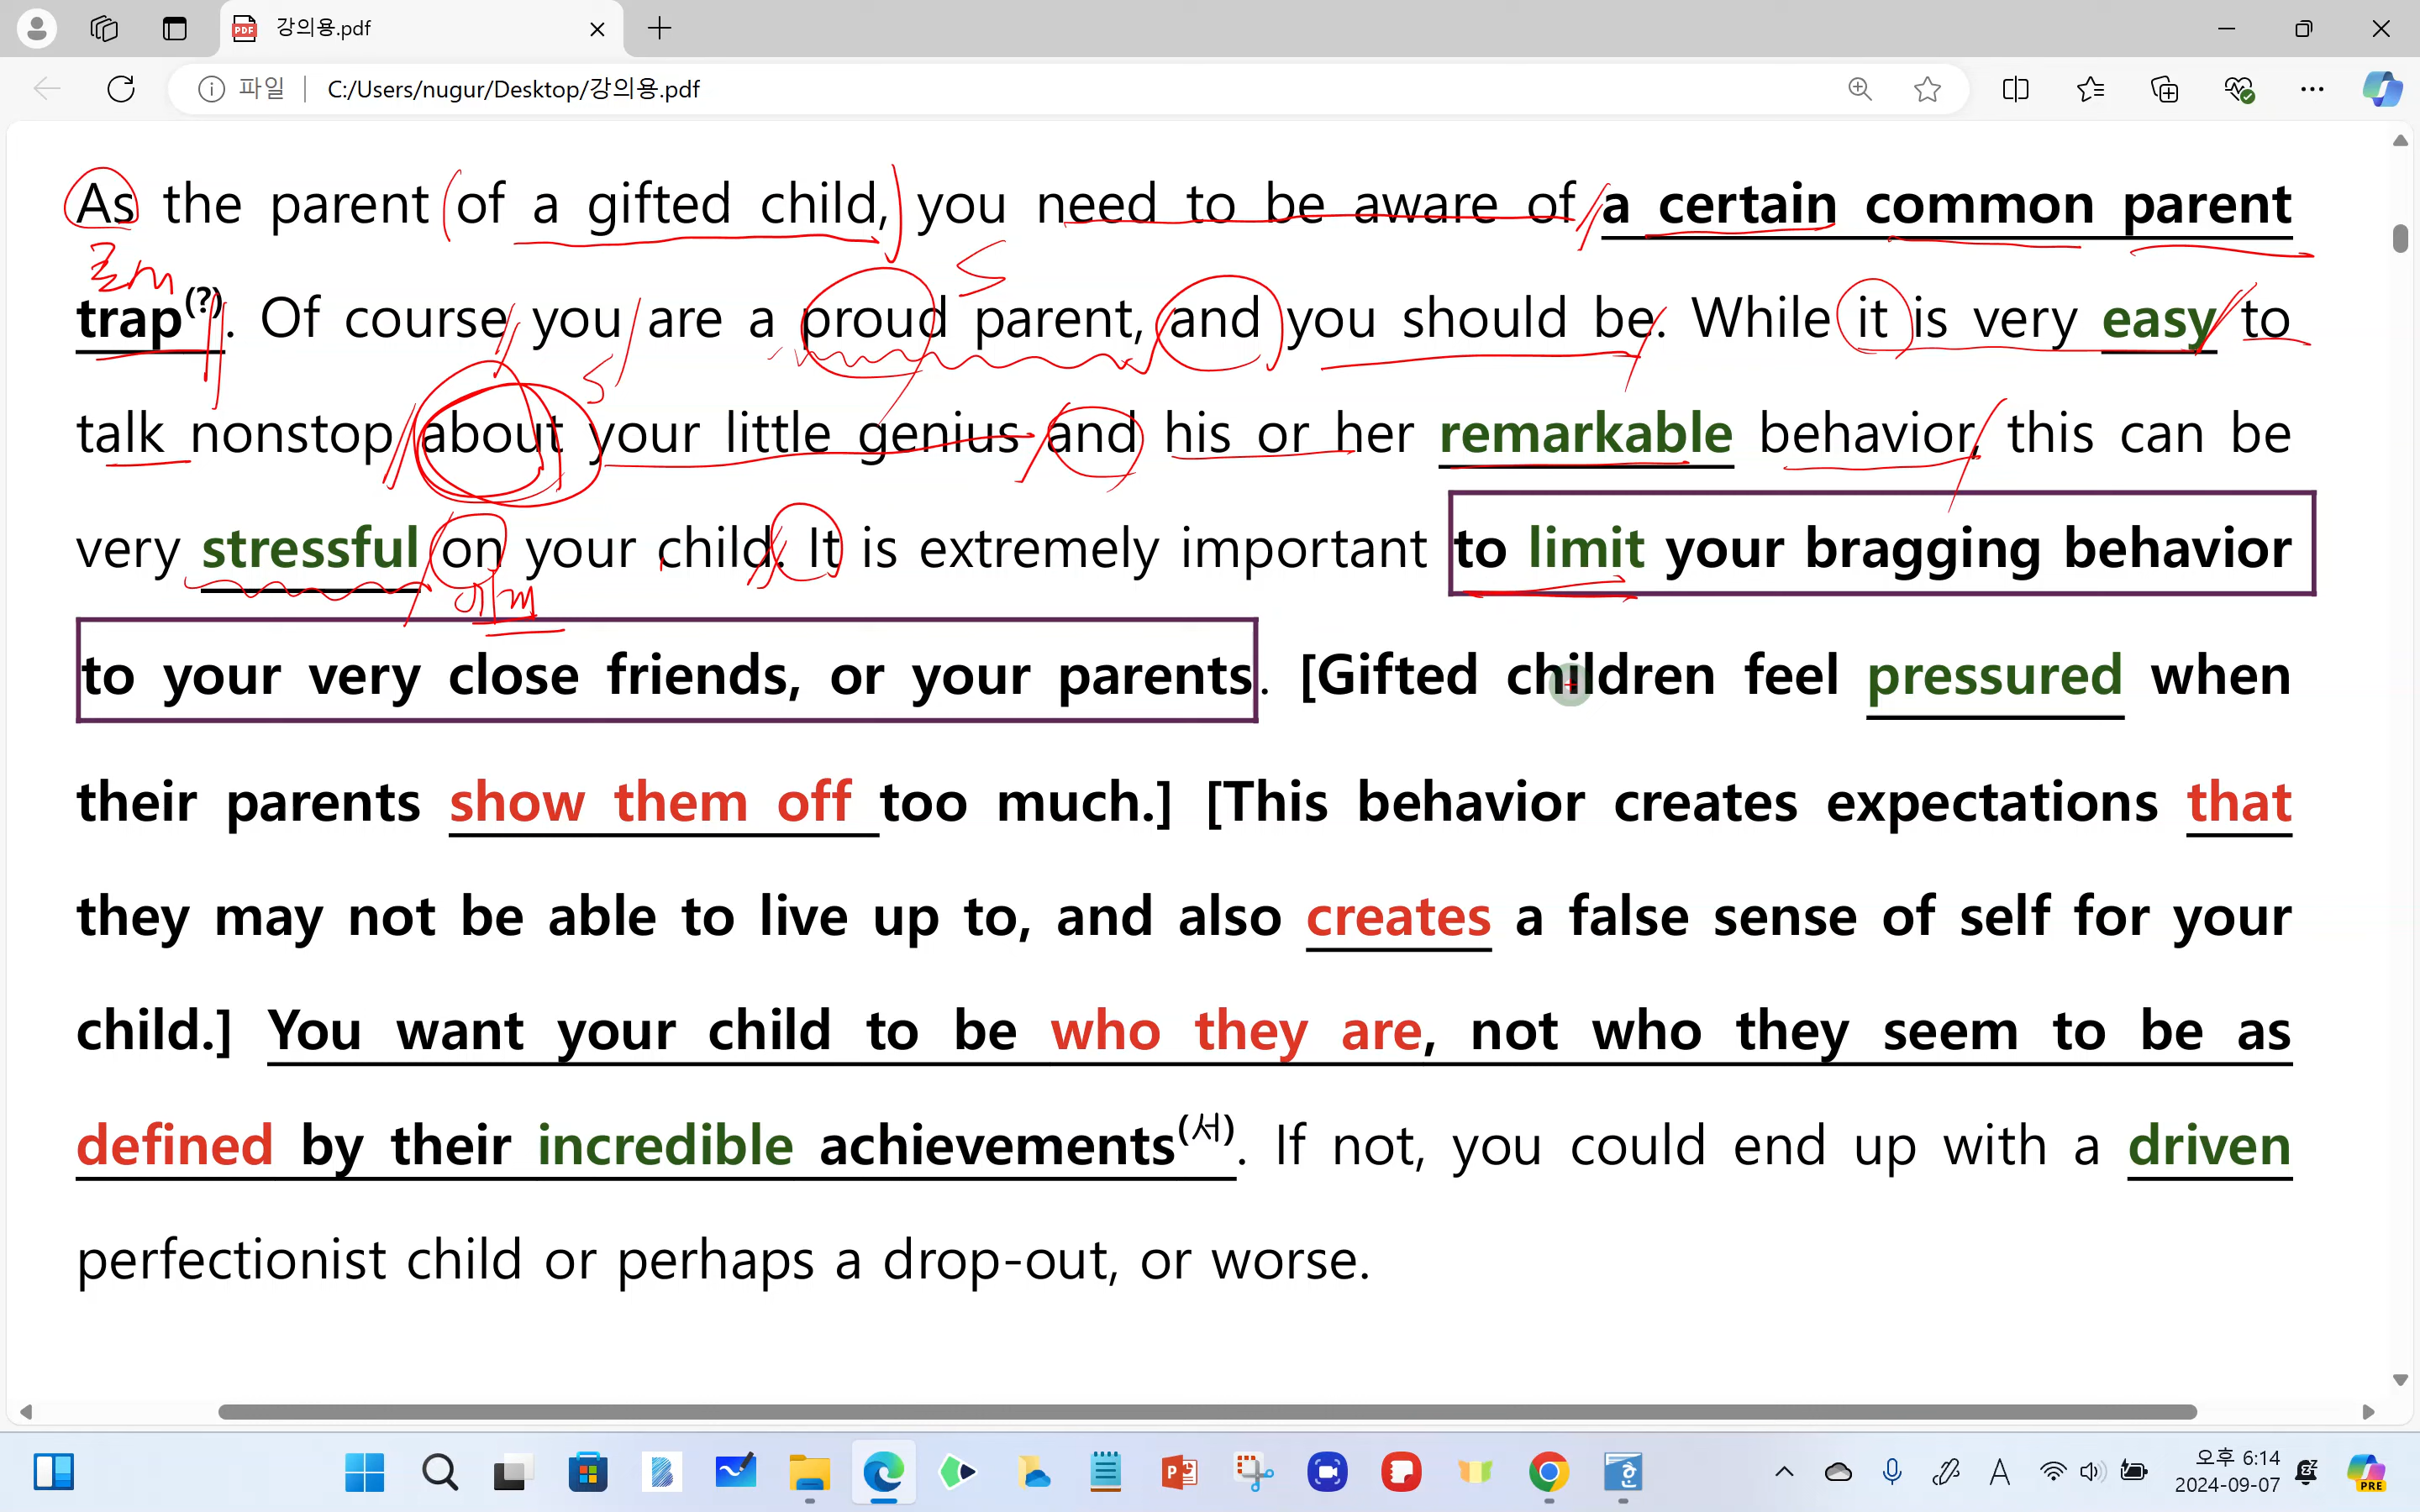 강의용.pdf
파일 C:/Users/nugur/Desktop/강의용.pdf
As the parent of a gifted child, you need to be aware of a certain common parent
trap(?). Of course you are a proud parent, and you should be. While it is very easy to
talk nonstop about your little genius and his or her remarkable behavior, this can be
very stressful on your child. It is extremely important to limit your bragging behavior
to your very close friends, or your parents. [Gifted children feel pressured when
their parents show them off too much.] [This behavior creates expectations that
they may not be able to live up to, and also creates a false sense of self for your
child.] You want your child to be who they are, not who they seem to be as
defined by their incredible achievements(서). If not, you could end up with a driven
perfectionist child or perhaps a drop-out, or worse.
오후 6:14
2024-09-07